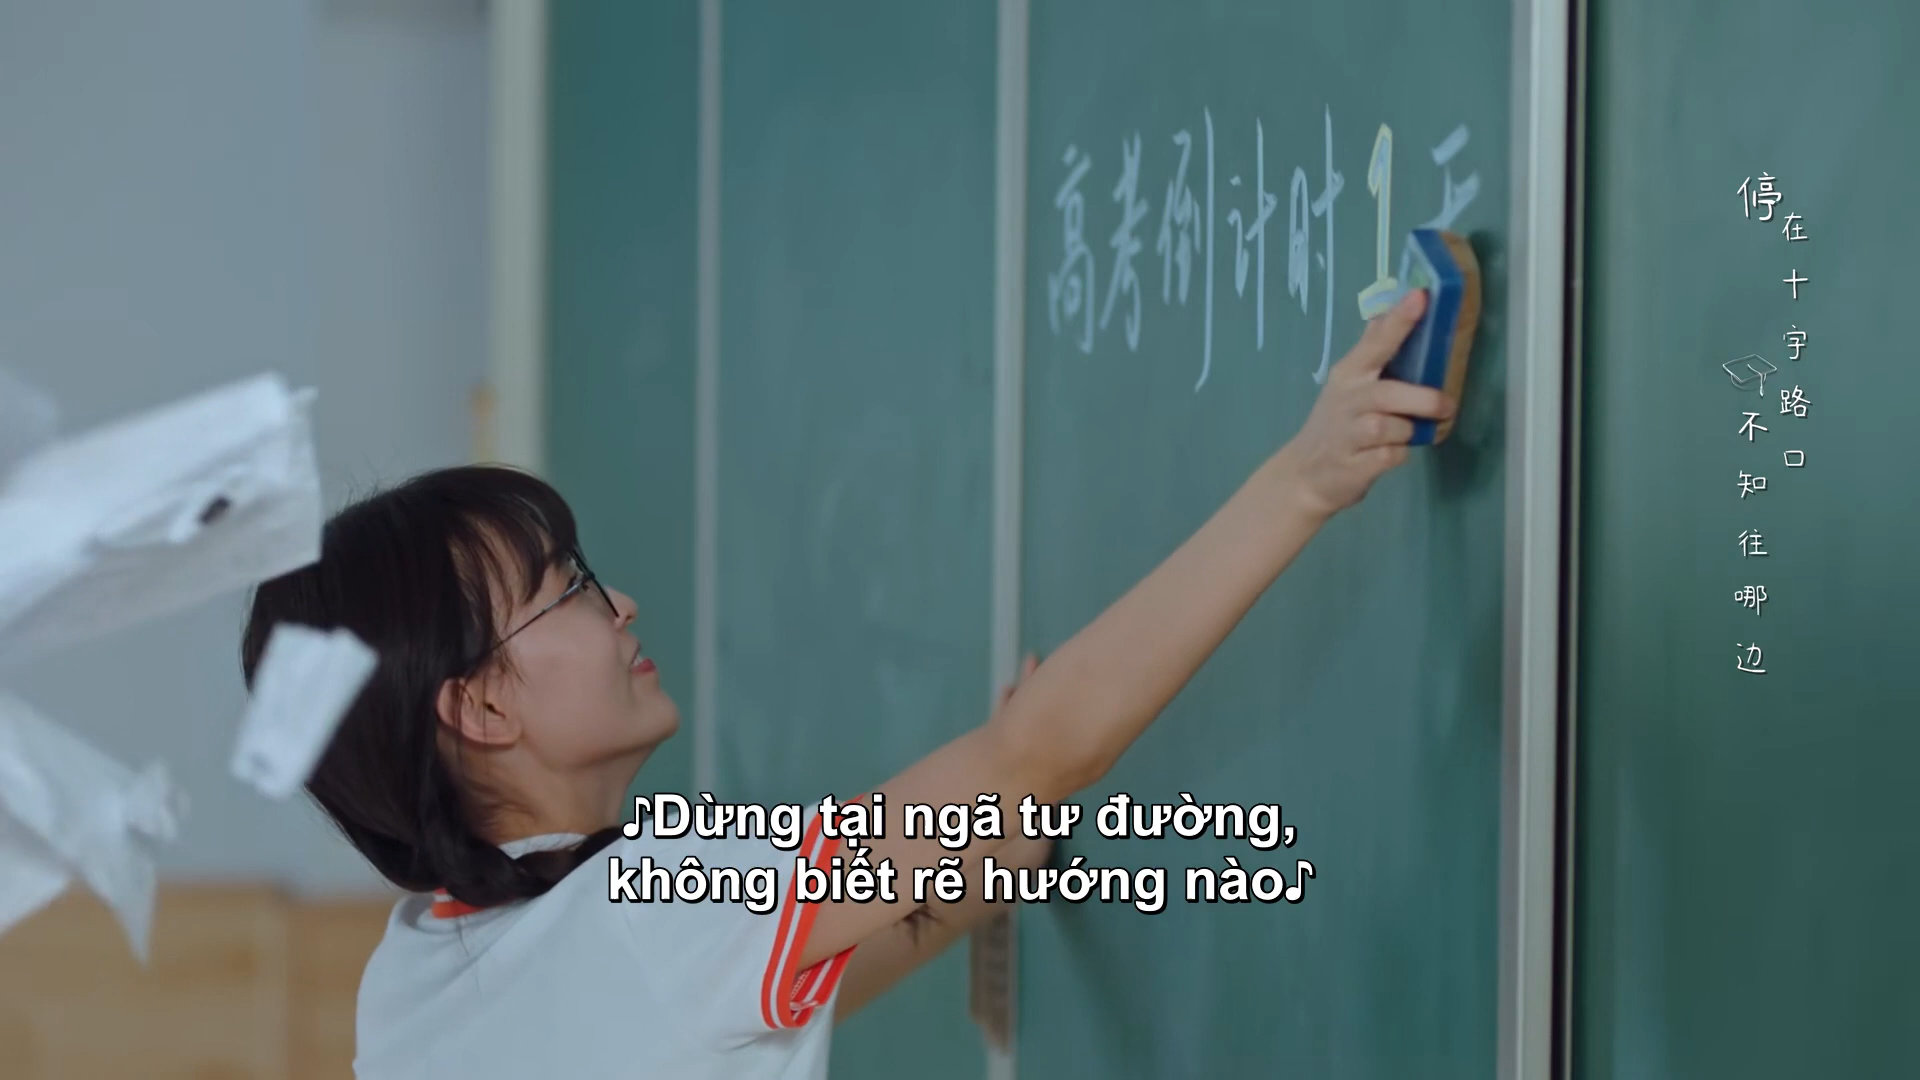 高考倒计时1天
停在十字路口
不知往哪边
♪Dừng tại ngã tư đường,
không biết rẽ hướng nào♪